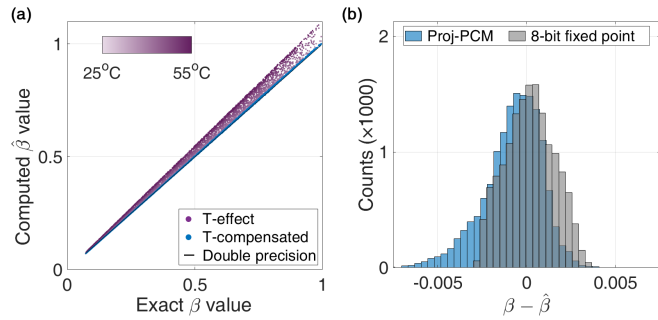 (a)
1
25°C 55°C
0.5
Computed β̂ value
T-effect
T-compensated
Double precision
0
0 0.5 1
Exact β value
(b)
Proj-PCM 8-bit fixed point
2
1
0
Counts (×1000)
-0.005 0 0.005
β − β̂